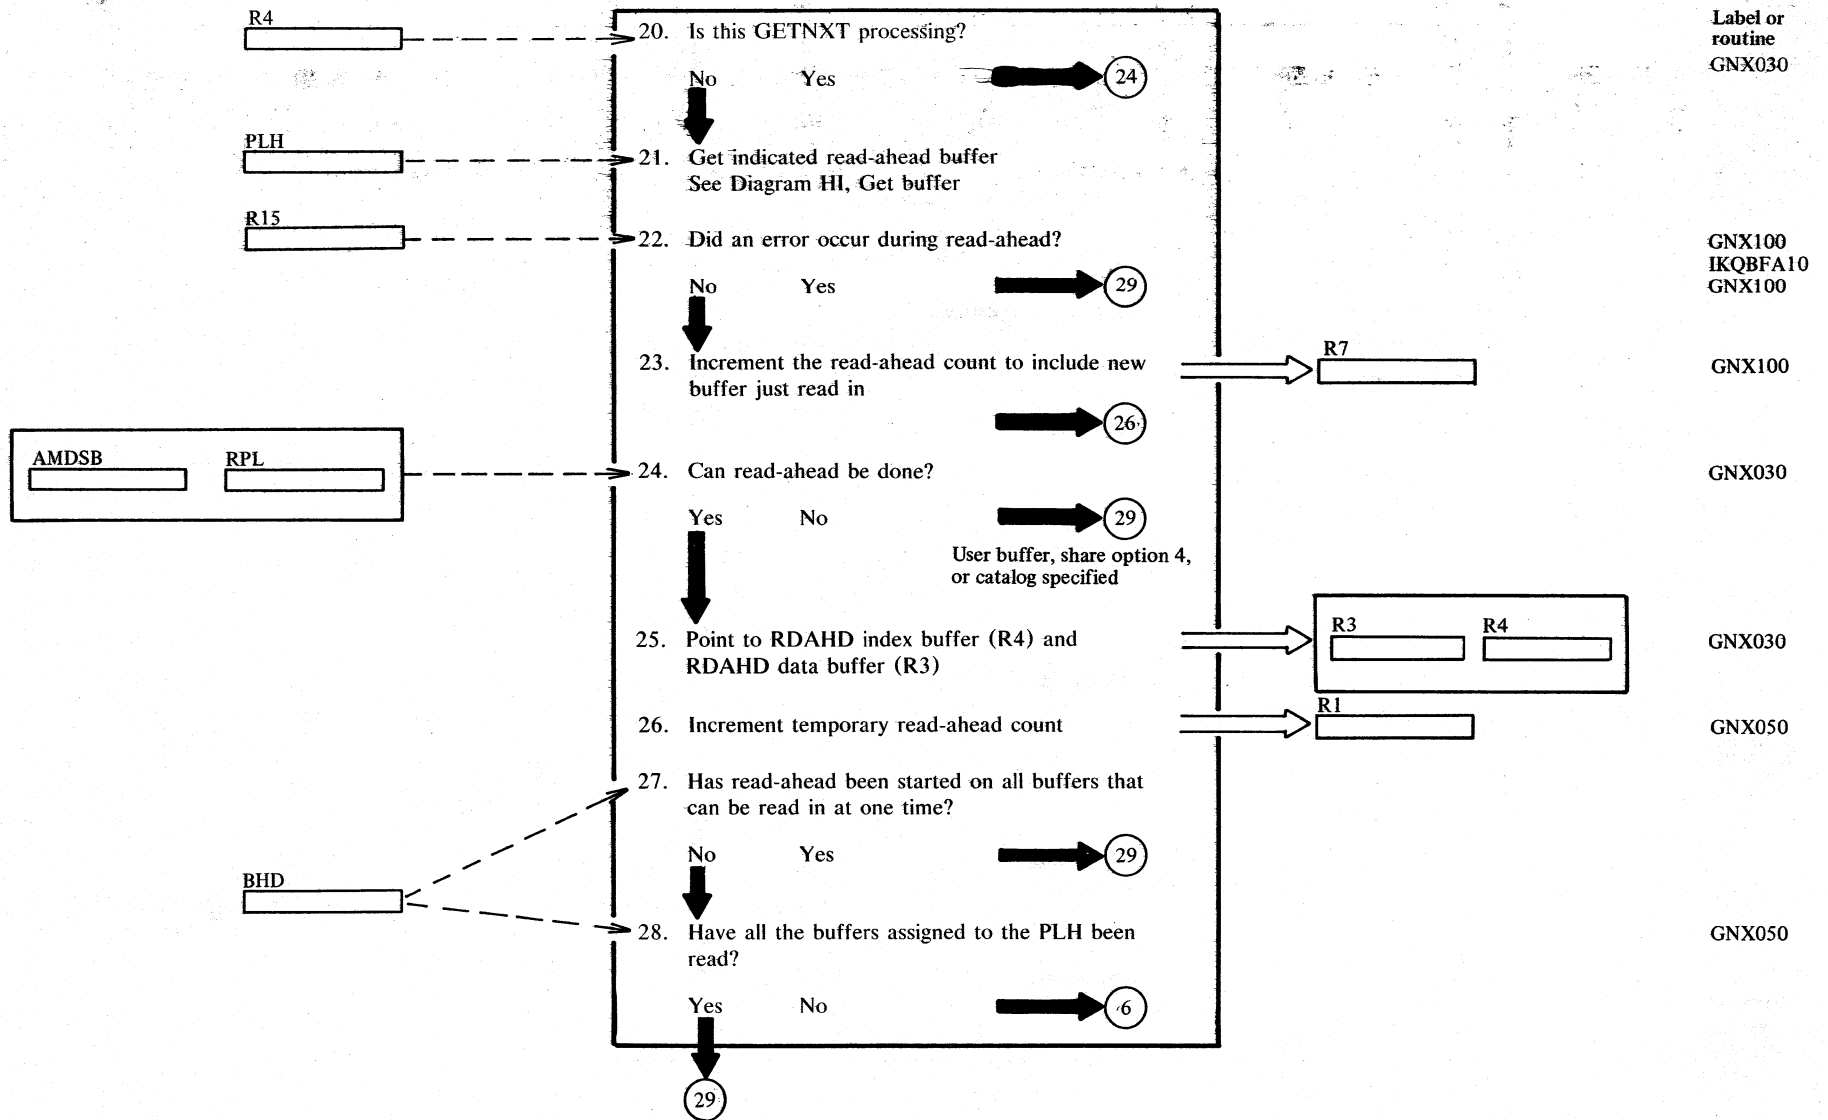 R4
20. Is this GETNXT processing?
No Yes 24
PLH
21. Get indicated read-ahead buffer
See Diagram HI, Get buffer
R15
22. Did an error occur during read-ahead?
No Yes 29
23. Increment the read-ahead count to include new
buffer just read in
R7
26
AMDSB RPL
24. Can read-ahead be done?
Yes No 29
User buffer, share option 4,
or catalog specified
25. Point to RDAHD index buffer (R4) and
RDAHD data buffer (R3)
R3 R4
26. Increment temporary read-ahead count
R1
27. Has read-ahead been started on all buffers that
can be read in at one time?
No Yes 29
BHD
28. Have all the buffers assigned to the PLH been
read?
Yes No 6
29
Label or
routine
GNX030
GNX100
IKQBFA10
GNX100
GNX100
GNX030
GNX030
GNX050
GNX050